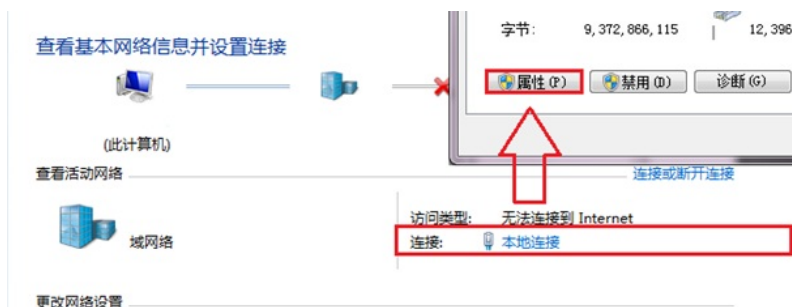 字节: 9,372,866,115 12,396
查看基本网络信息并设置连接
属性(P) 禁用(D) 诊断(G)
(此计算机)
查看活动网络 连接或断开连接
访问类型: 无法连接到 Internet
域网络
连接: 本地连接
更改网络设置